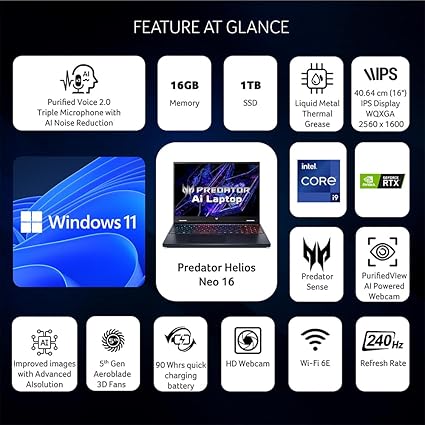 FEATURE AT GLANCE
AI
Purified Voice 2.0
Triple Microphone with
AI Noise Reduction
16GB
Memory
1TB
SSD
Liquid Metal
Thermal
Grease
IPS
40.64 cm (16")
IPS Display
WQXGA
2560 x 1600
Windows 11
PREDATOR
Ai Laptop
Predator Helios
Neo 16
intel
CORE
i9
NVIDIA
GEFORCE
RTX
Predator
Sense
PurifiedView
AI Powered
Webcam
AI
Improved images
with Advanced
AIsolution
5th Gen
Aeroblade
3D Fans
90 Whrs quick
charging
battery
HD Webcam
Wi-Fi 6E
240Hz
Refresh Rate